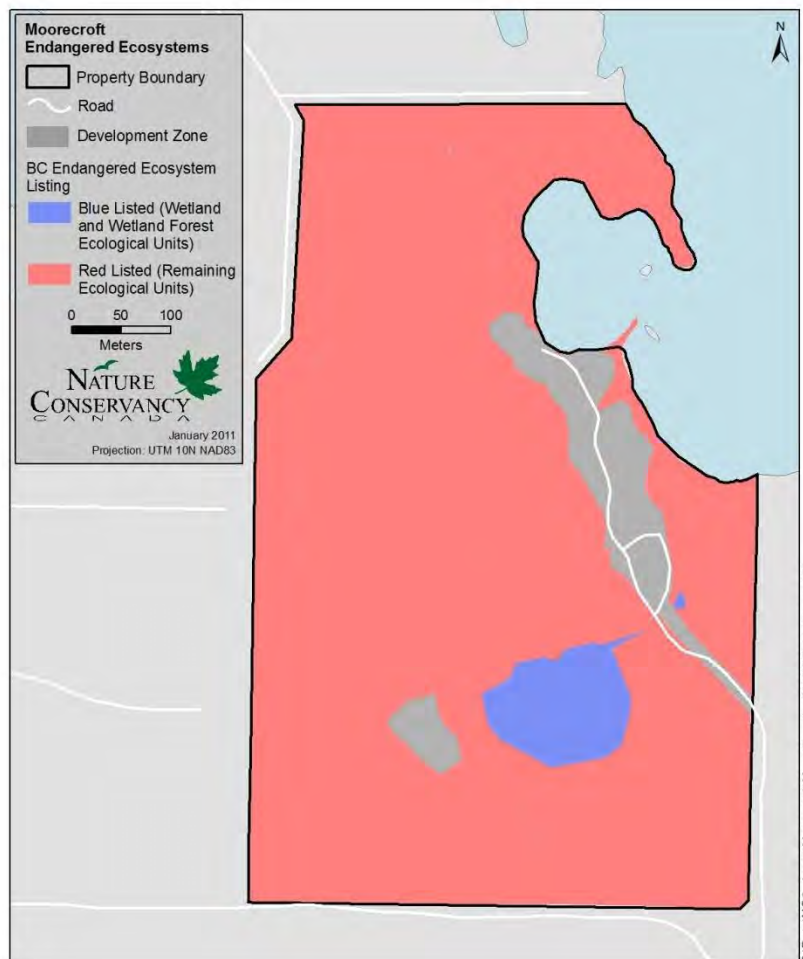 Moorecroft
Endangered Ecosystems
Property Boundary
Road
Development Zone
BC Endangered Ecosystem
Listing
Blue Listed (Wetland
and Wetland Forest
Ecological Units)
Red Listed (Remaining
Ecological Units)
0 50 100
Meters
NATURE
CONSERVANCY
CANADA
January 2011
Projection: UTM 10N NAD83
N